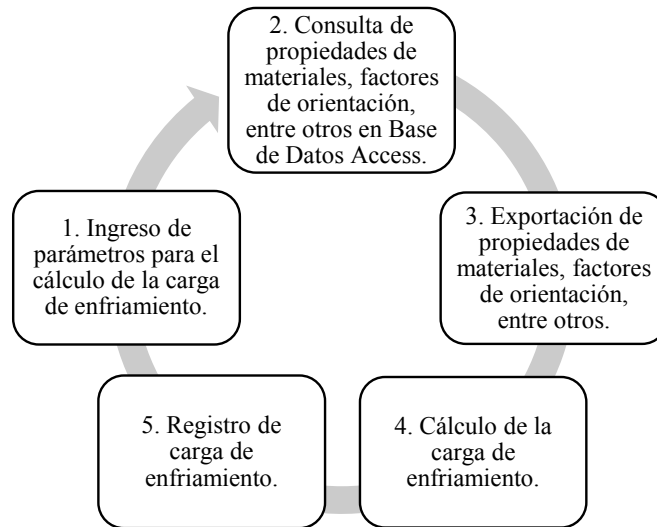 2. Consulta de
propiedades de
materiales, factores
de orientación,
entre otros en Base
de Datos Access.
1. Ingreso de
parámetros para el
cálculo de la carga
de enfriamiento.
3. Exportación de
propiedades de
materiales, factores
de orientación,
entre otros.
5. Registro de
carga de
enfriamiento.
4. Cálculo de la
carga de
enfriamiento.